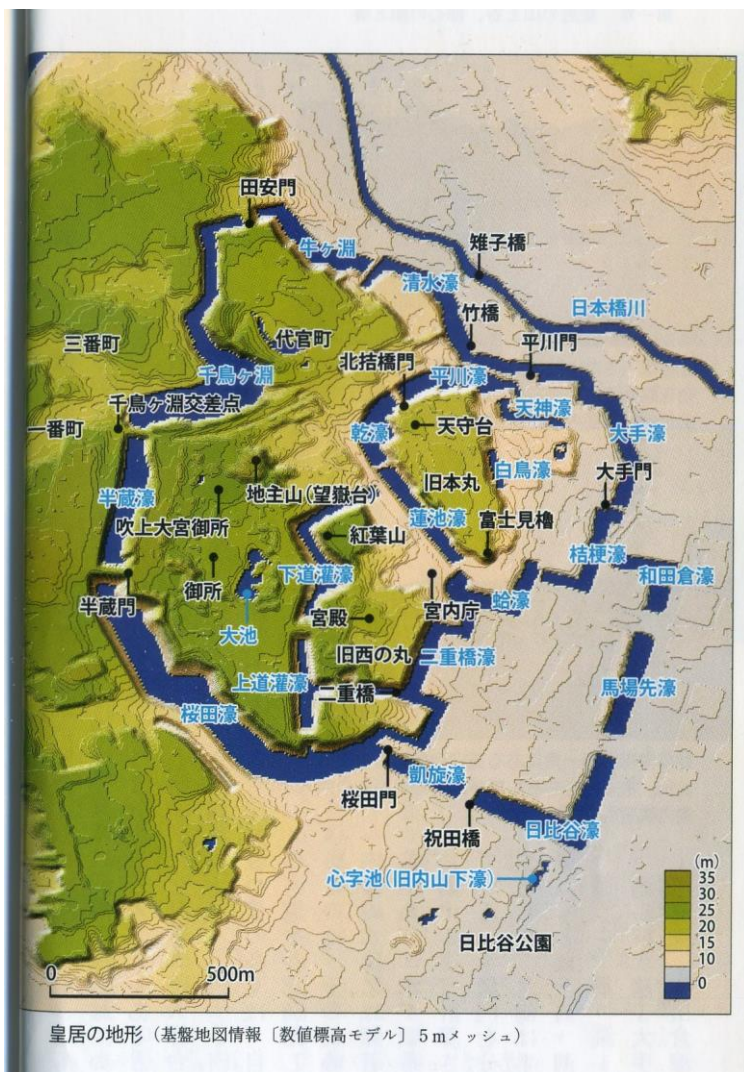 田安門
牛ヶ淵
雉子橋
清水濠
日本橋川
竹橋
代官町
三番町
北拮橋門
平川濠
平川門
千鳥ヶ淵
天神濠
千鳥ヶ淵交差点
一番町
乾濠
天守台
大手濠
白鳥濠
地主山(望嶽台)
旧本丸
大手門
半蔵濠
吹上大宮御所
蓮池濠
富士見櫓
紅葉山
桔梗濠
御所
下道灌濠
和田倉濠
半蔵門
大池
宮殿
宮内庁
蛤濠
旧西の丸
二重橋濠
上道灌濠
二重橋
馬場先濠
桜田濠
凱旋濠
桜田門
祝田橋
日比谷濠
心字池(旧内山下濠)
日比谷公園
(m)
35
30
25
20
15
10
0
0 500m
皇居の地形(基盤地図情報〔数値標高モデル〕5mメッシュ)